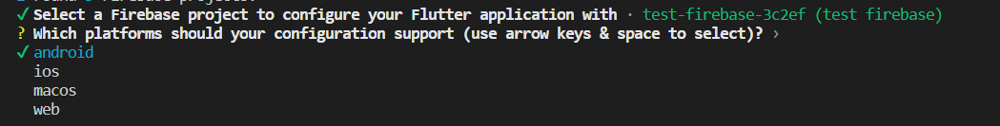 ✓ Select a Firebase project to configure your Flutter application with · test-firebase-3c2ef (test firebase)
? Which platforms should your configuration support (use arrow keys & space to select)? ›
✓ android
ios
macos
web